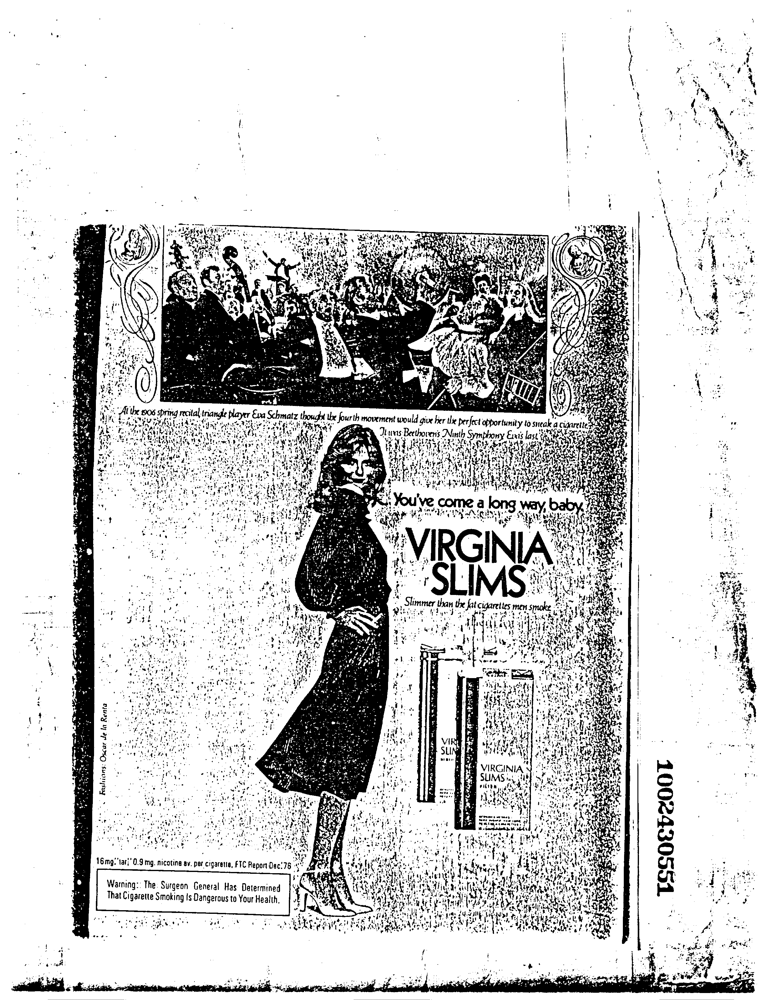 At the 1906 spring recital, triangle player Eva Schmatz thought the fourth movement would give her the perfect opportunity to sneak a cigarette.
It was Beethoven's Ninth Symphony. Eva's last.
You've come a long way, baby.
VIRGINIA
SLIMS
Slimmer than the fat cigarettes men smoke.
VIR
SLIM
VIRGINIA
SLIMS
FILTER
Fashions: Oscar de la Renta
16 mg. "tar," 0.9 mg. nicotine av. per cigarette, FTC Report Dec. '76
Warning: The Surgeon General Has Determined
That Cigarette Smoking Is Dangerous to Your Health.
1002430551